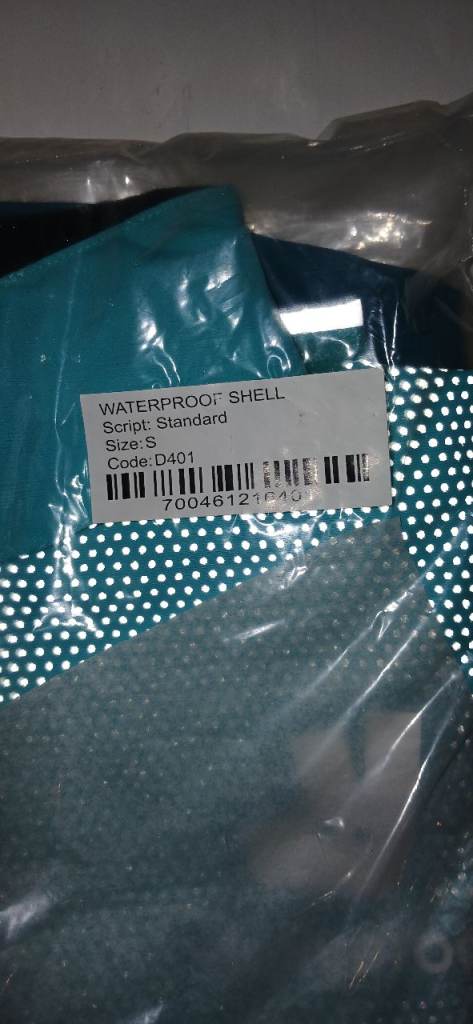 WATERPROOF SHELL
Script: Standard
Size: S
Code: D401